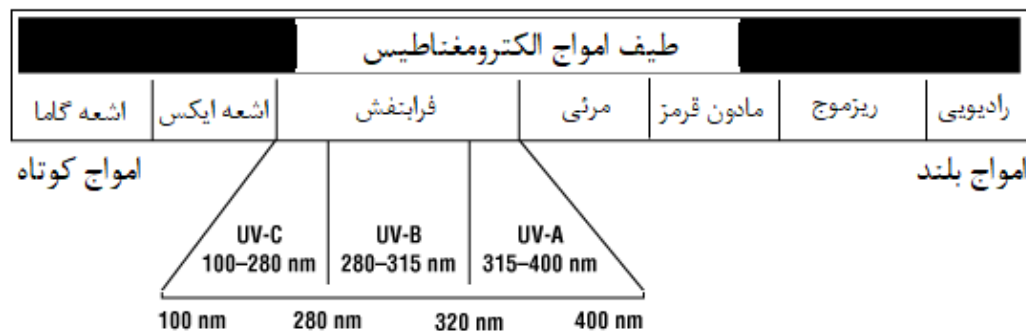 طیف امواج الکترومغناطیس
اشعه گاما اشعه ایکس فرابنفش مرئی مادون قرمز ریزموج رادیویی
امواج کوتاه امواج بلند
UV-C UV-B UV-A
100–280 nm 280–315 nm 315–400 nm
100 nm 280 nm 320 nm 400 nm